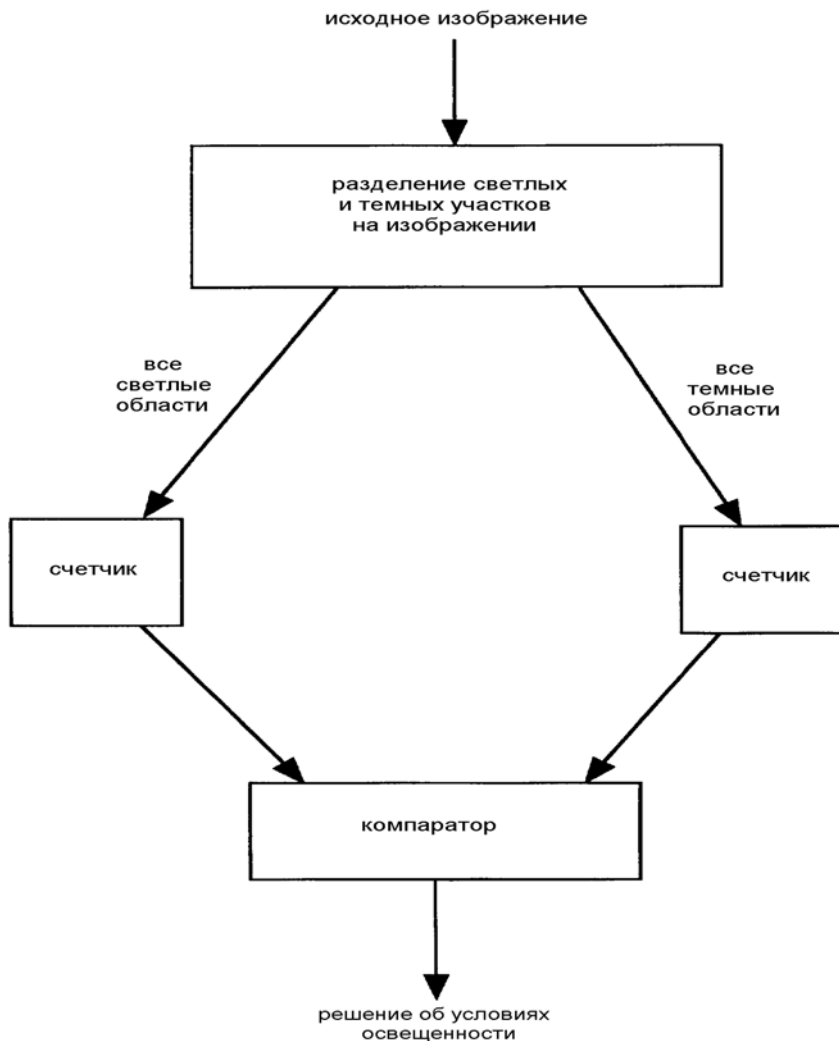 исходное изображение
разделение светлых
и темных участков
на изображении
все
светлые
области
все
темные
области
счетчик
счетчик
компаратор
решение об условиях
освещенности